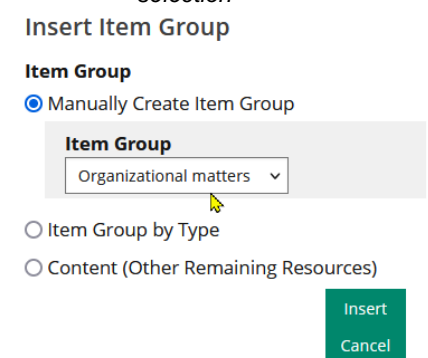 selection
Insert Item Group
Item Group
Manually Create Item Group
Item Group
Organizational matters
Item Group by Type
Content (Other Remaining Resources)
Insert
Cancel